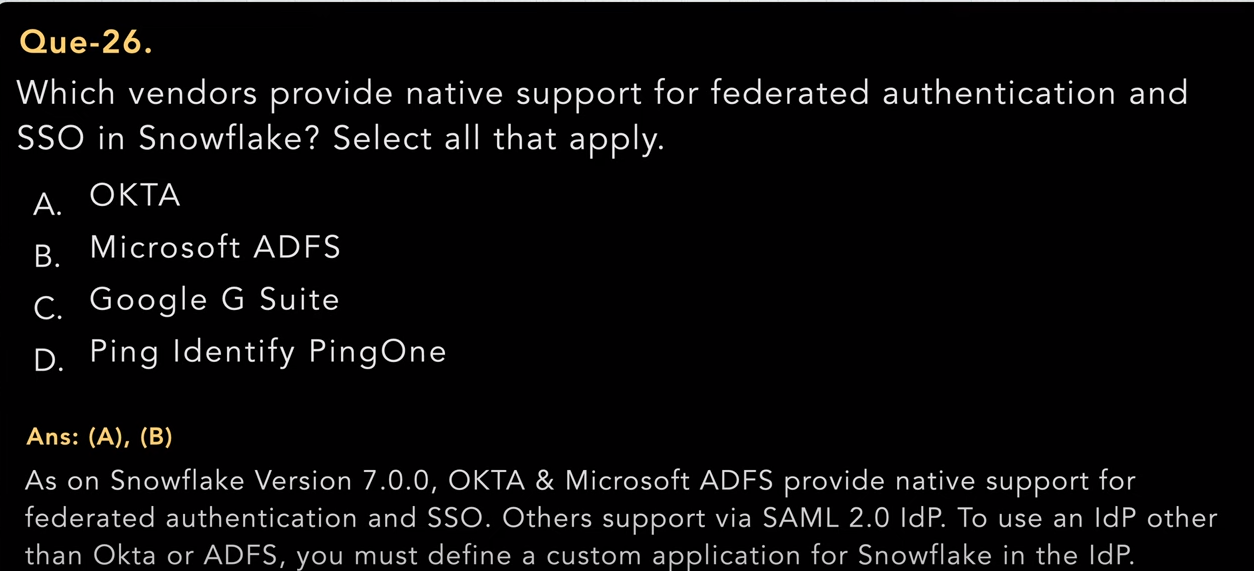 Que-26.
Which vendors provide native support for federated authentication and
SSO in Snowflake? Select all that apply.
A. OKTA
B. Microsoft ADFS
C. Google G Suite
D. Ping Identify PingOne
Ans: (A), (B)
As on Snowflake Version 7.0.0, OKTA & Microsoft ADFS provide native support for
federated authentication and SSO. Others support via SAML 2.0 IdP. To use an IdP other
than Okta or ADFS, you must define a custom application for Snowflake in the IdP.